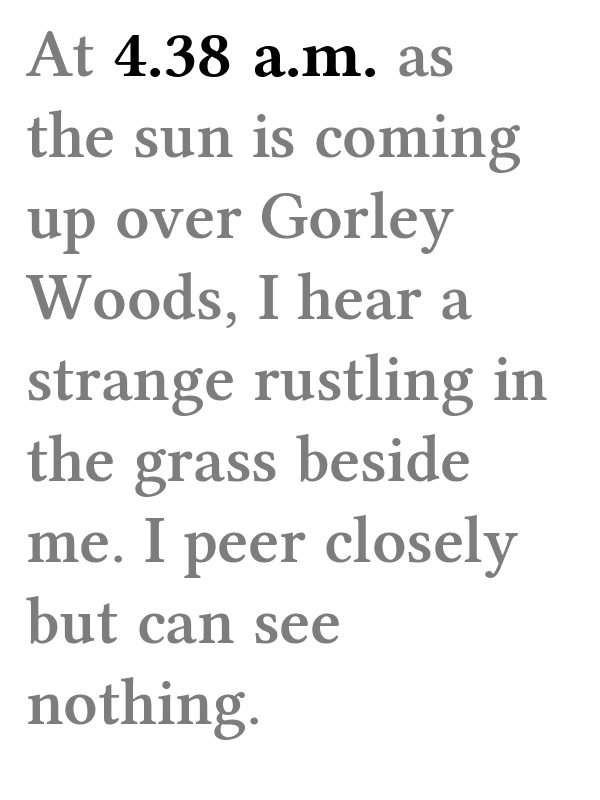 At 4.38 a.m. as
the sun is coming
up over Gorley
Woods, I hear a
strange rustling in
the grass beside
me. I peer closely
but can see
nothing.